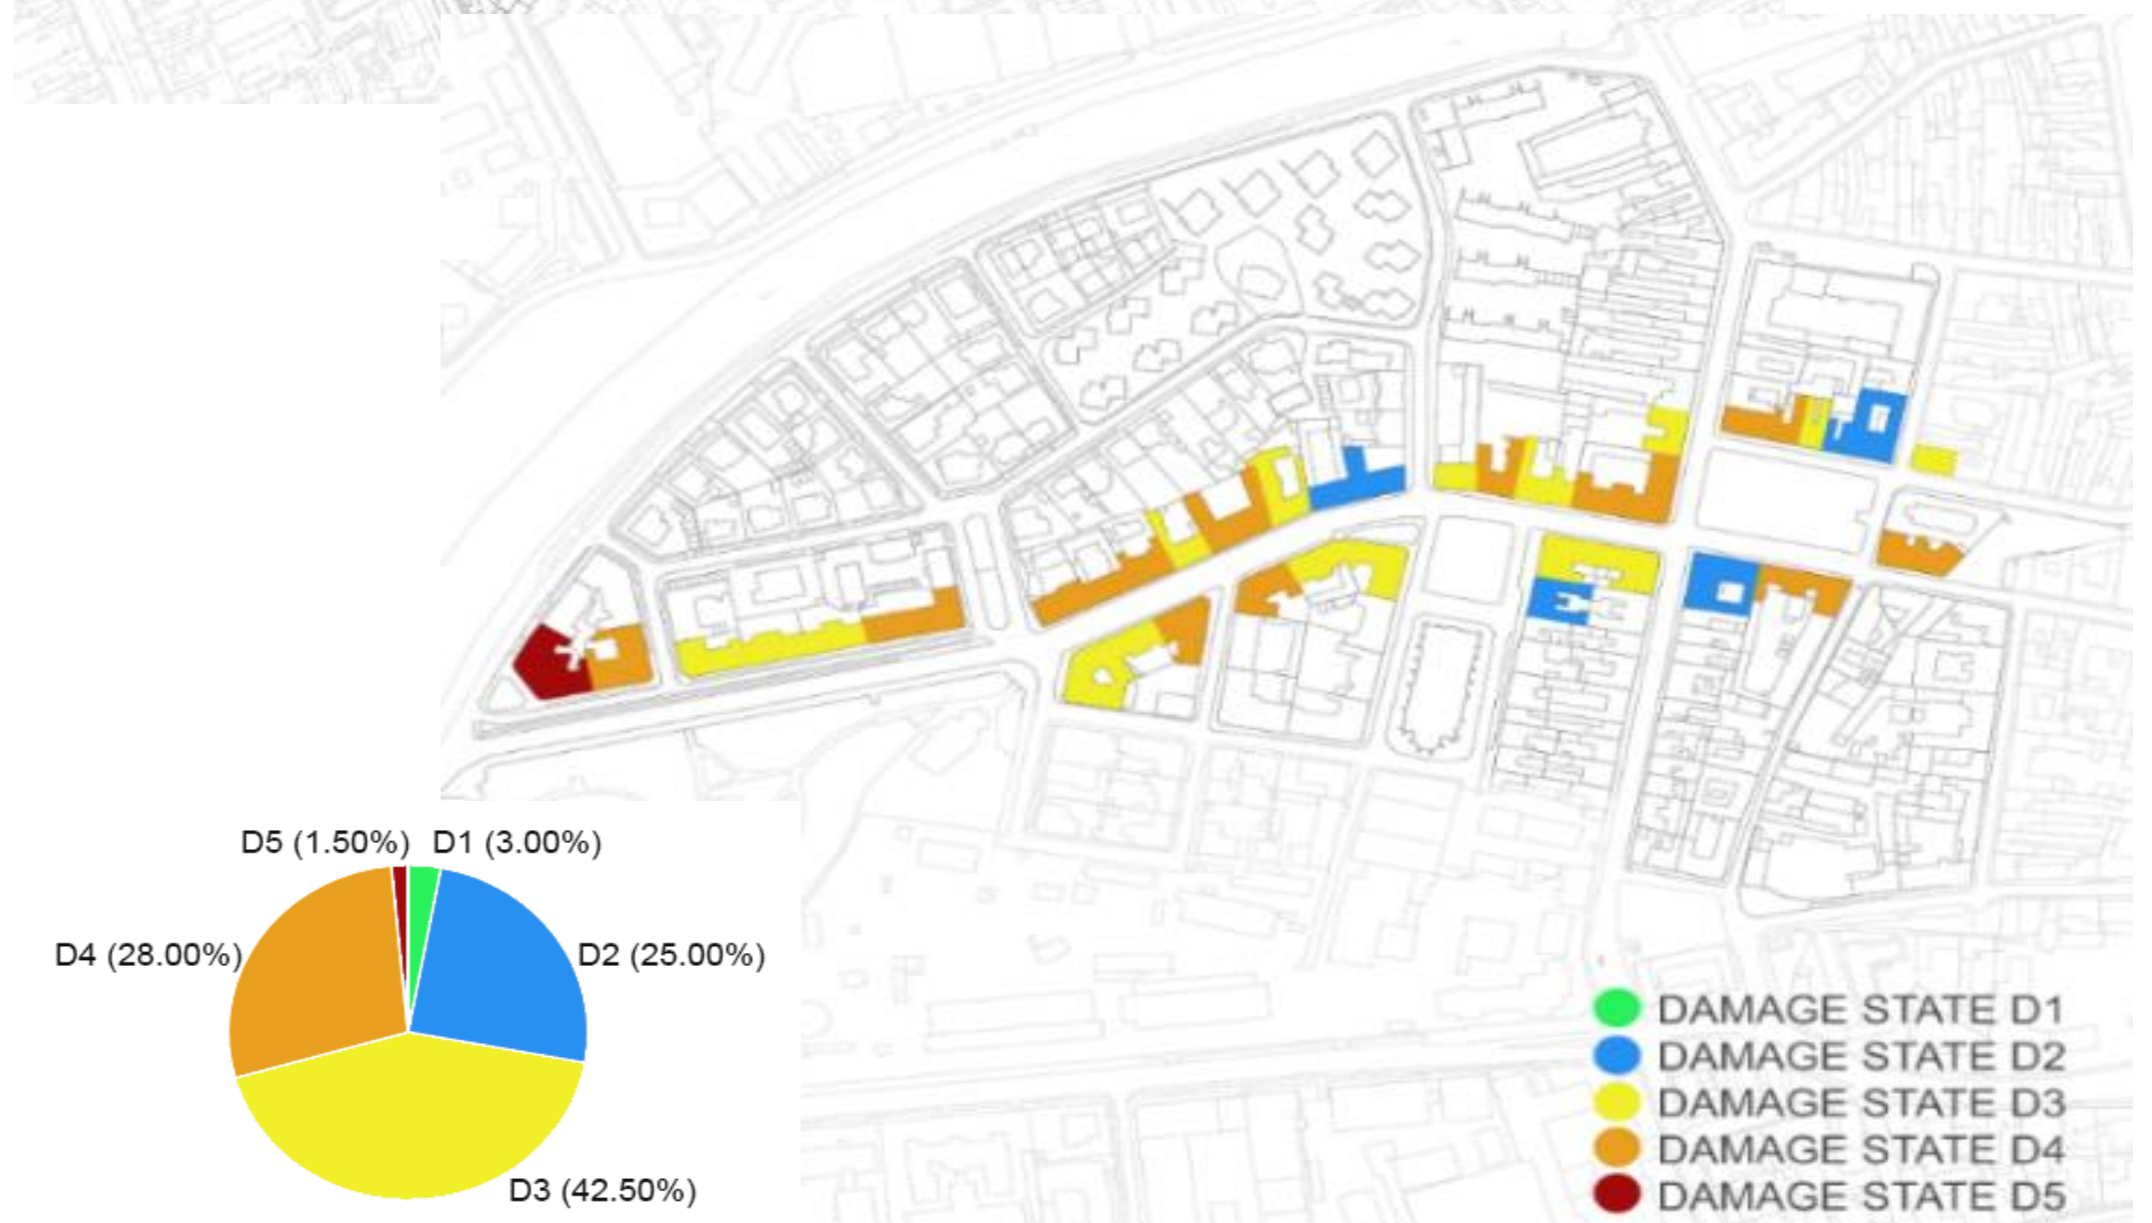 D5 (1.50%)
D1 (3.00%)
D4 (28.00%)
D2 (25.00%)
D3 (42.50%)
DAMAGE STATE D1
DAMAGE STATE D2
DAMAGE STATE D3
DAMAGE STATE D4
DAMAGE STATE D5